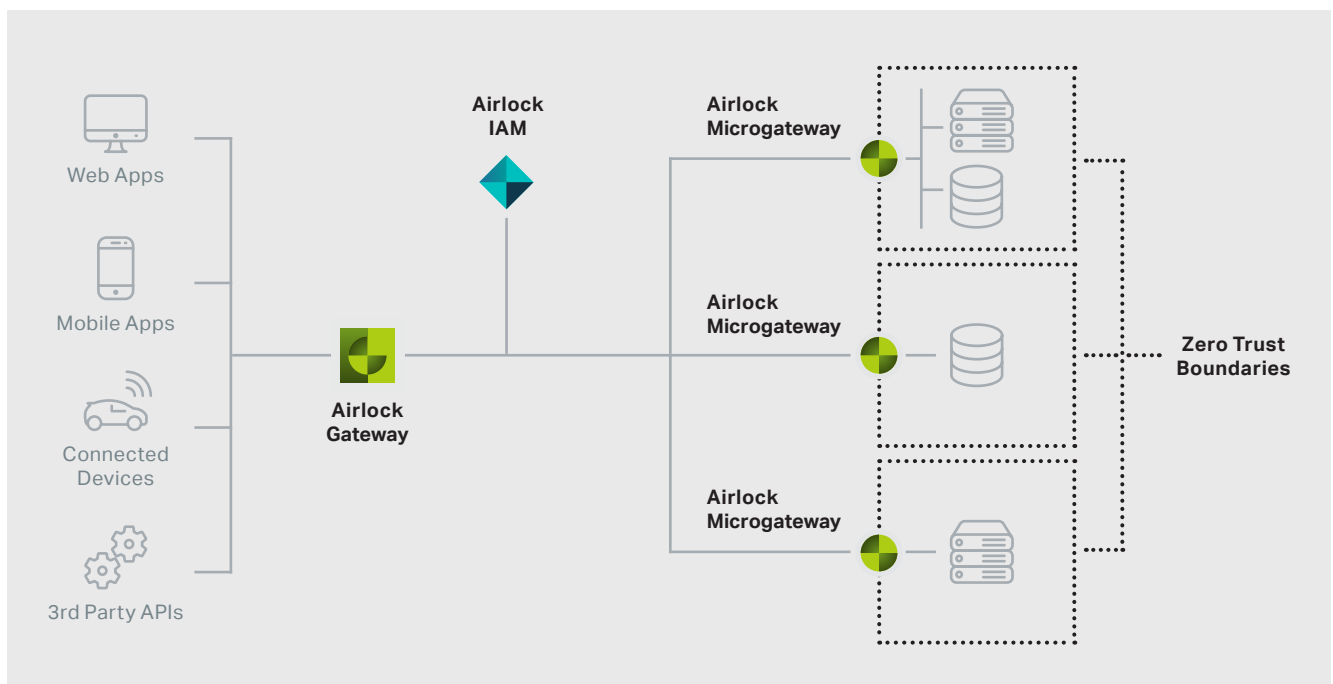 Web Apps
Mobile Apps
Connected
Devices
3rd Party APIs
Airlock
Gateway
Airlock
IAM
Airlock
Microgateway
Airlock
Microgateway
Airlock
Microgateway
Zero Trust
Boundaries